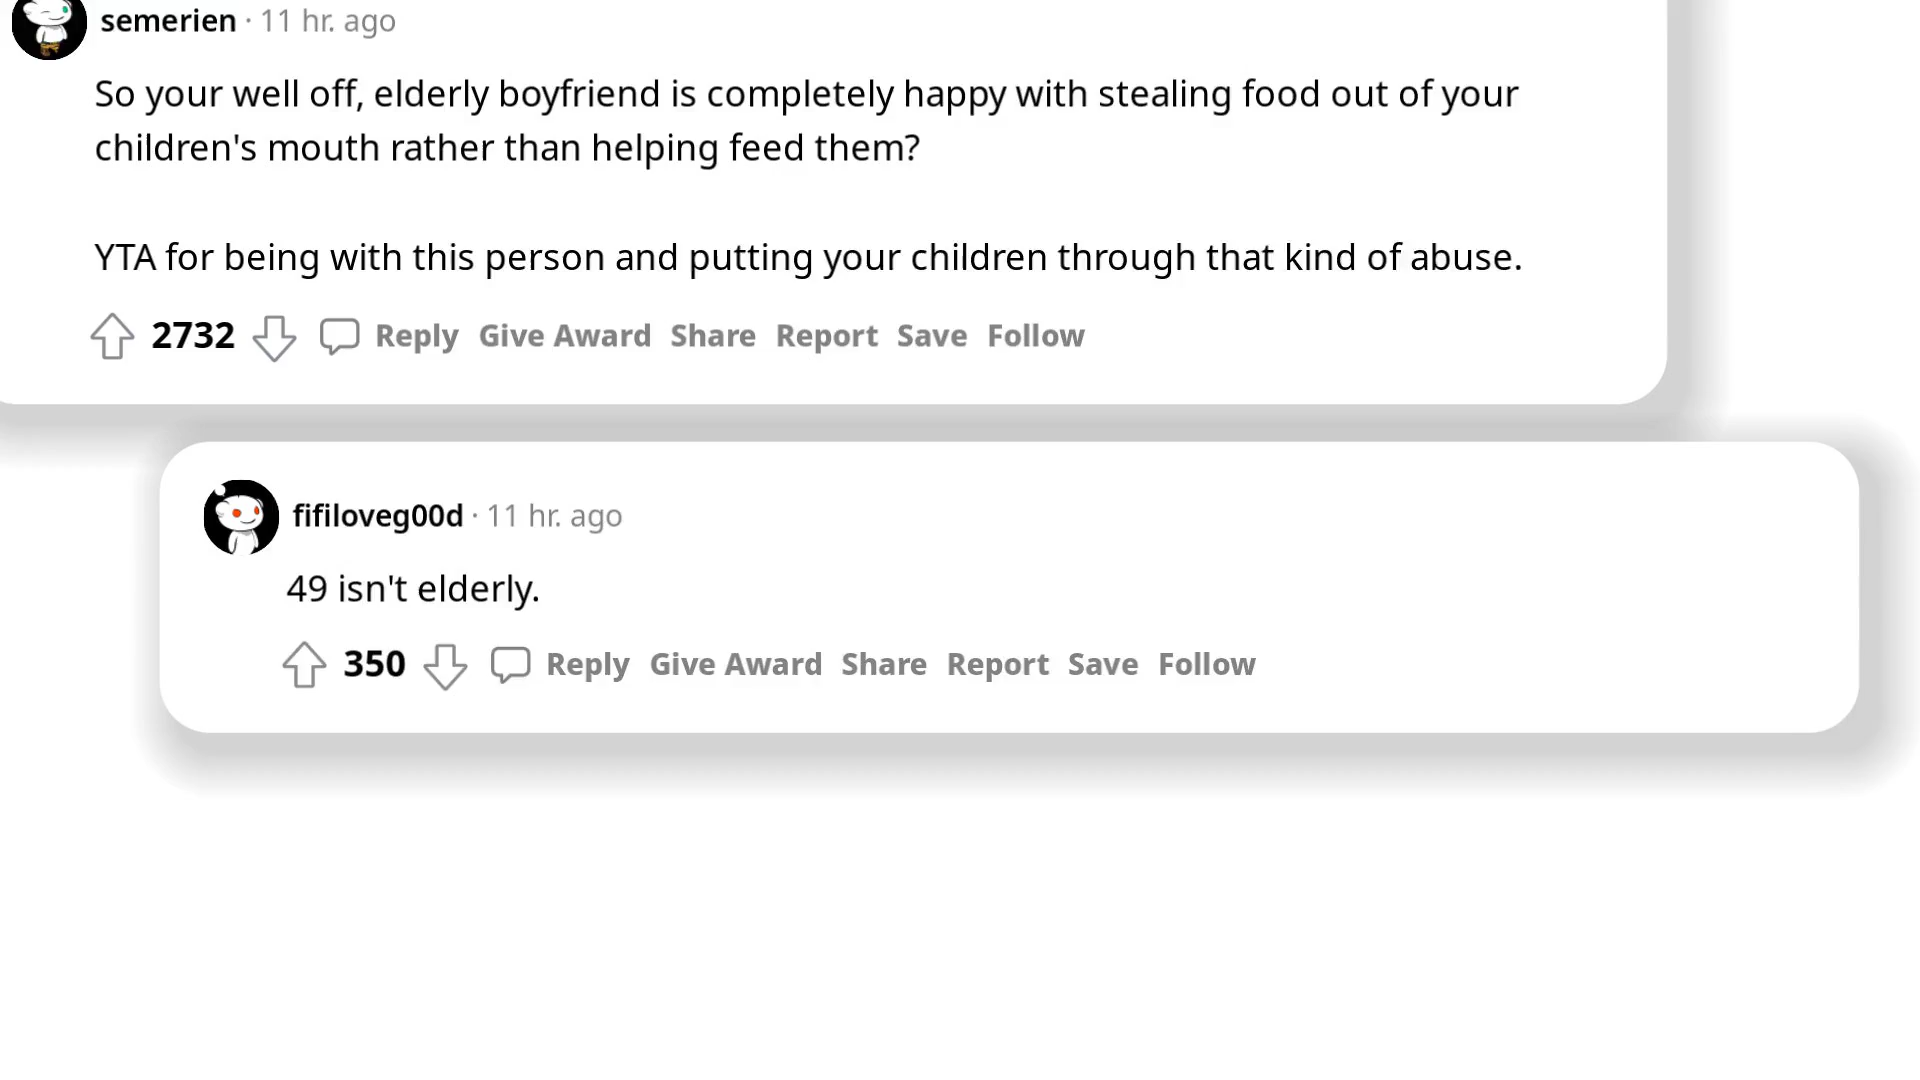 semerien · 11 hr. ago
So your well off, elderly boyfriend is completely happy with stealing food out of your
children's mouth rather than helping feed them?
YTA for being with this person and putting your children through that kind of abuse.
2732 Reply Give Award Share Report Save Follow
fifiloveg00d · 11 hr. ago
49 isn't elderly.
350 Reply Give Award Share Report Save Follow